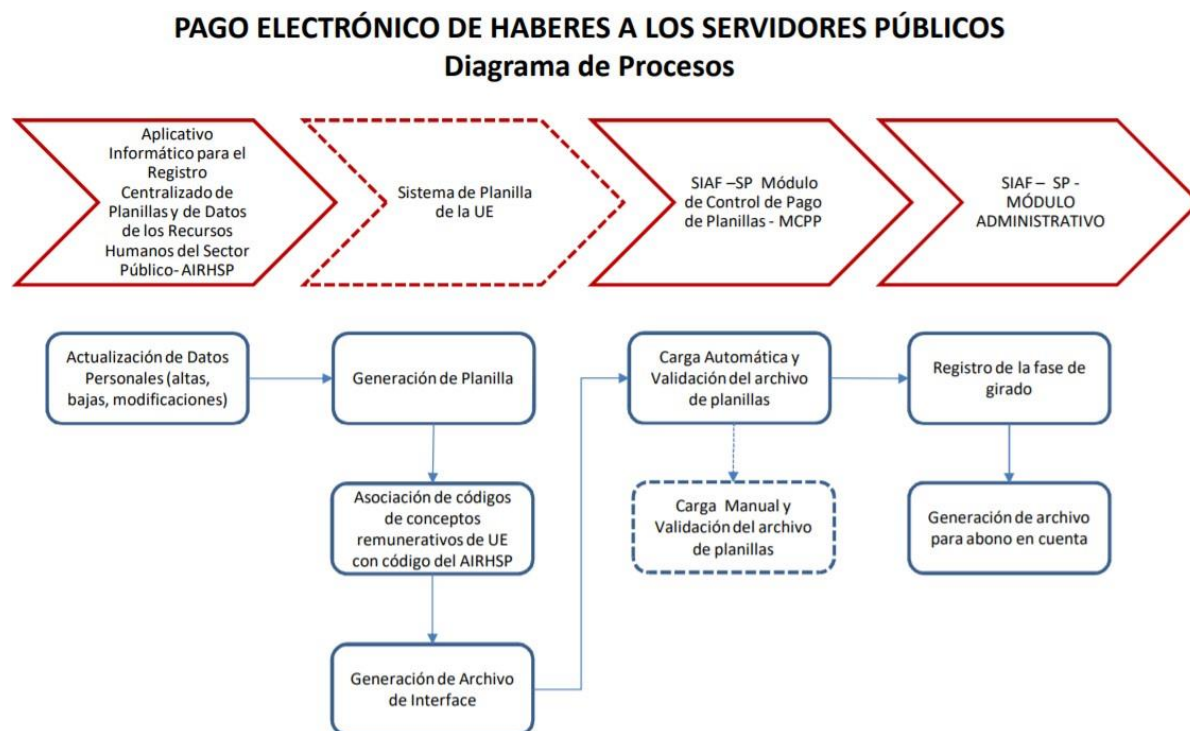 PAGO ELECTRÓNICO DE HABERES A LOS SERVIDORES PÚBLICOS
Diagrama de Procesos
Aplicativo
Informático para el
Registro
Centralizado de
Planillas y de Datos
de los Recursos
Humanos del Sector
Público- AIRHSP
Sistema de Planilla
de la UE
SIAF –SP Módulo
de Control de Pago
de Planillas - MCPP
SIAF – SP -
MÓDULO
ADMINISTRATIVO
Actualización de Datos
Personales (altas,
bajas, modificaciones)
Generación de Planilla
Carga Automática y
Validación del archivo
de planillas
Registro de la fase de
girado
Asociación de códigos
de conceptos
remunerativos de UE
con código del AIRHSP
Carga Manual y
Validación del archivo
de planillas
Generación de archivo
para abono en cuenta
Generación de Archivo
de Interface